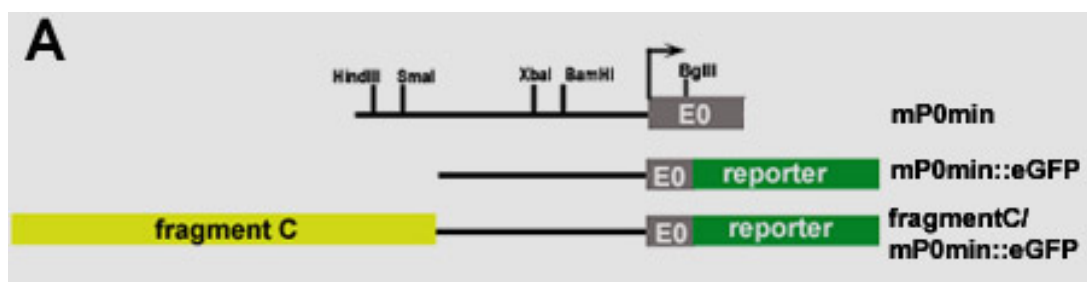 A
HindIII SmaI XbaI BamHI BglII
E0 mP0min
E0 reporter mP0min::eGFP
fragment C E0 reporter fragmentC/
mP0min::eGFP